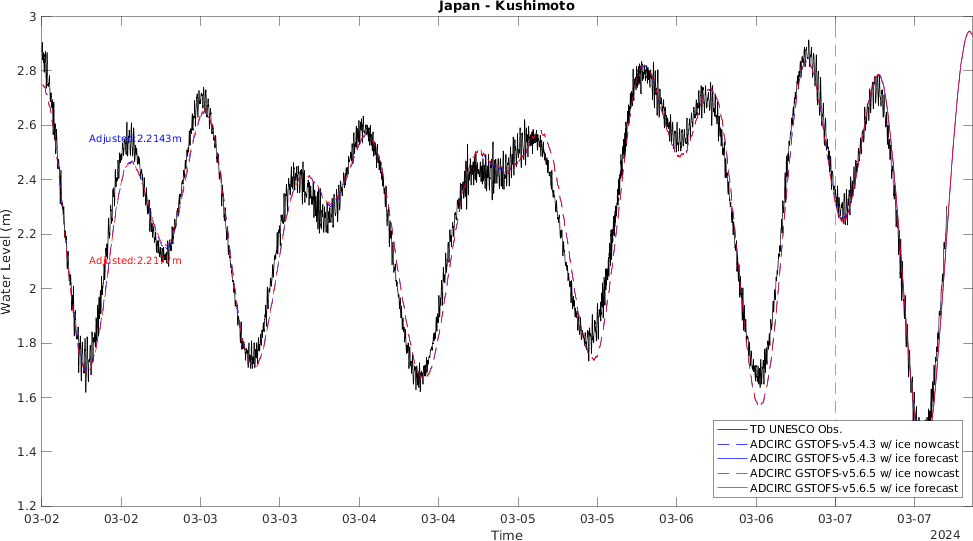 Japan - Kushimoto
Water Level (m)
3
2.8
2.6
2.4
2.2
2
1.8
1.6
1.4
1.2
Adjusted:2.2143m
TD UNESCO Obs.
ADCIRC GSTOFS-v5.4.3 w/ ice nowcast
ADCIRC GSTOFS-v5.4.3 w/ ice forecast
ADCIRC GSTOFS-v5.6.5 w/ ice nowcast
ADCIRC GSTOFS-v5.6.5 w/ ice forecast
03-02 03-02 03-03 03-03 03-04 03-04 03-05 03-05 03-06 03-06 03-07 03-07
Time
2024